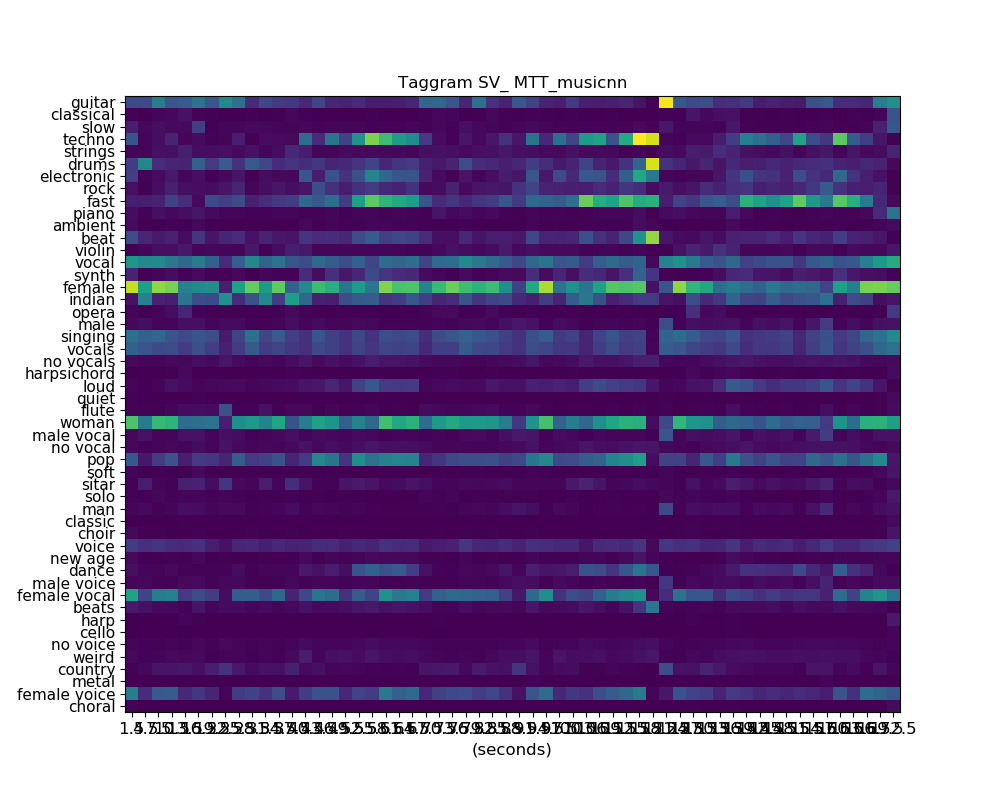 Taggram SV_ MTT_musicnn
guitar
classical
slow
techno
strings
drums
electronic
rock
fast
piano
ambient
beat
violin
vocal
synth
female
indian
opera
male
singing
vocals
no vocals
harpsichord
loud
quiet
flute
woman
male vocal
no vocal
pop
soft
sitar
solo
man
classic
choir
voice
new age
dance
male voice
female vocal
beats
harp
cello
no voice
weird
country
metal
female voice
choral
(seconds)